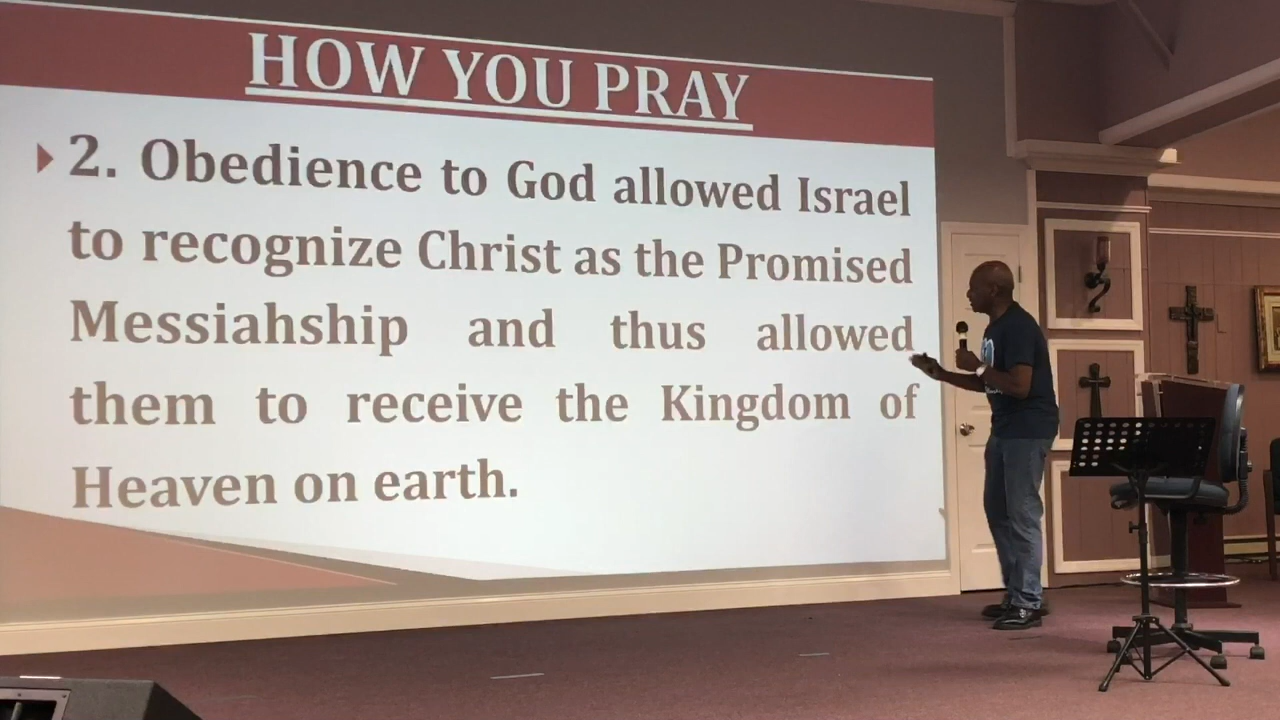 HOW YOU PRAY
2. Obedience to God allowed Israel
to recognize Christ as the Promised
Messiahship and thus allowed
them to receive the Kingdom of
Heaven on earth.